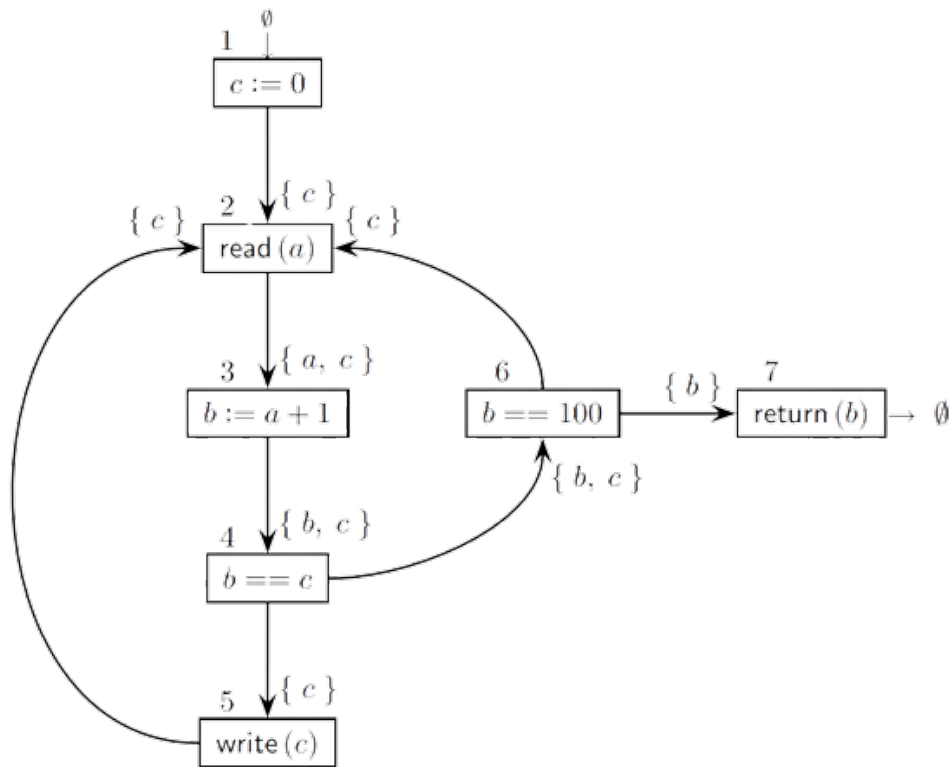 ∅
1
c := 0
{ c }
{ c }
2
{ c }
read (a)
{ a, c }
3
b := a + 1
6
b == 100
{ b }
7
return (b)
→ ∅
{ b, c }
{ b, c }
4
b == c
{ c }
5
write (c)